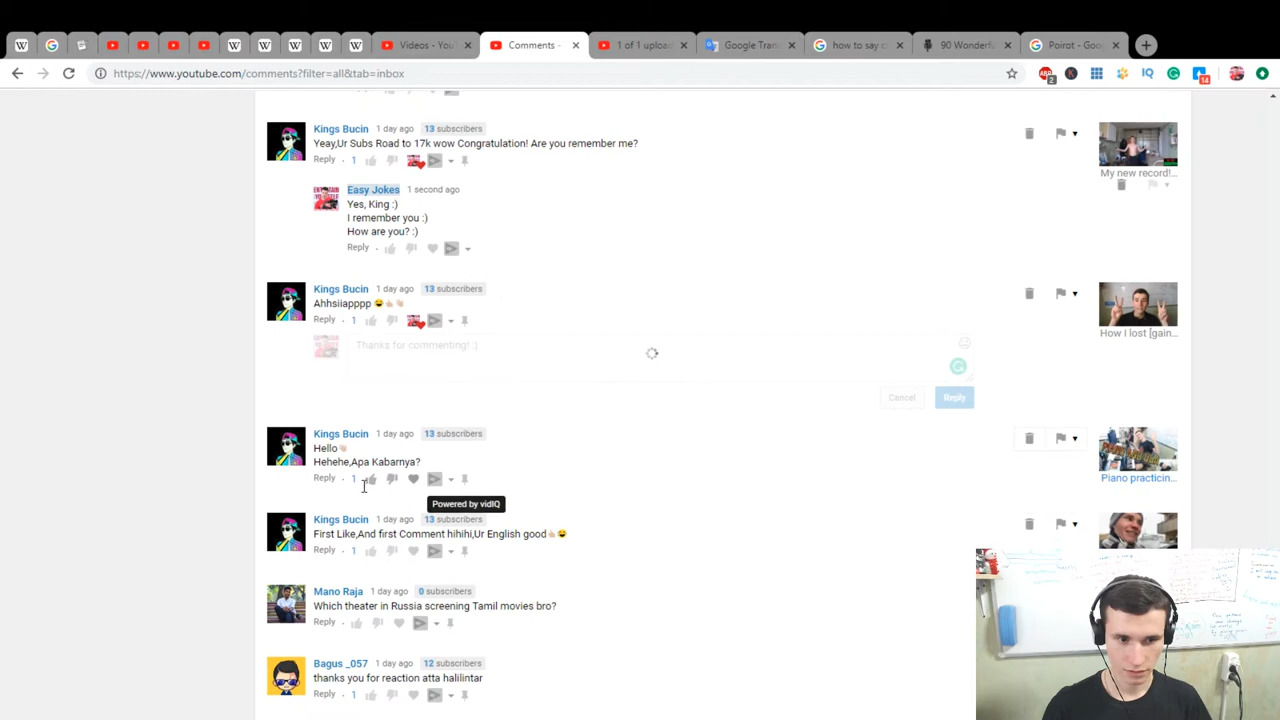 Videos - YouT
Comments -
1 of 1 upload
Google Tran
how to say c
90 Wonderfu
Poirot - Goog
https://www.youtube.com/comments?filter=all&tab=inbox
2
14
Kings Bucin 1 day ago 13 subscribers
Yeay,Ur Subs Road to 17k wow Congratulation! Are you remember me?
Reply · 1
My new record!...
Easy Jokes 1 second ago
Yes, King :)
I remember you :)
How are you? :)
Reply ·
Kings Bucin 1 day ago 13 subscribers
Ahhsiiapppp 😂👆🏻👋🏻
Reply · 1
How I lost [gain...
Thanks for commenting! :)
Cancel Reply
Kings Bucin 1 day ago 13 subscribers
Hello👋🏻
Hehehe,Apa Kabarnya?
Reply · 1
Piano practicin...
Powered by vidIQ
Kings Bucin 1 day ago 13 subscribers
First Like,And first Comment hihihi,Ur English good👆🏻😂
Reply · 1
Mano Raja 1 day ago 0 subscribers
Which theater in Russia screening Tamil movies bro?
Reply ·
Bagus _057 1 day ago 12 subscribers
thanks you for reaction atta halilintar
Reply · 1